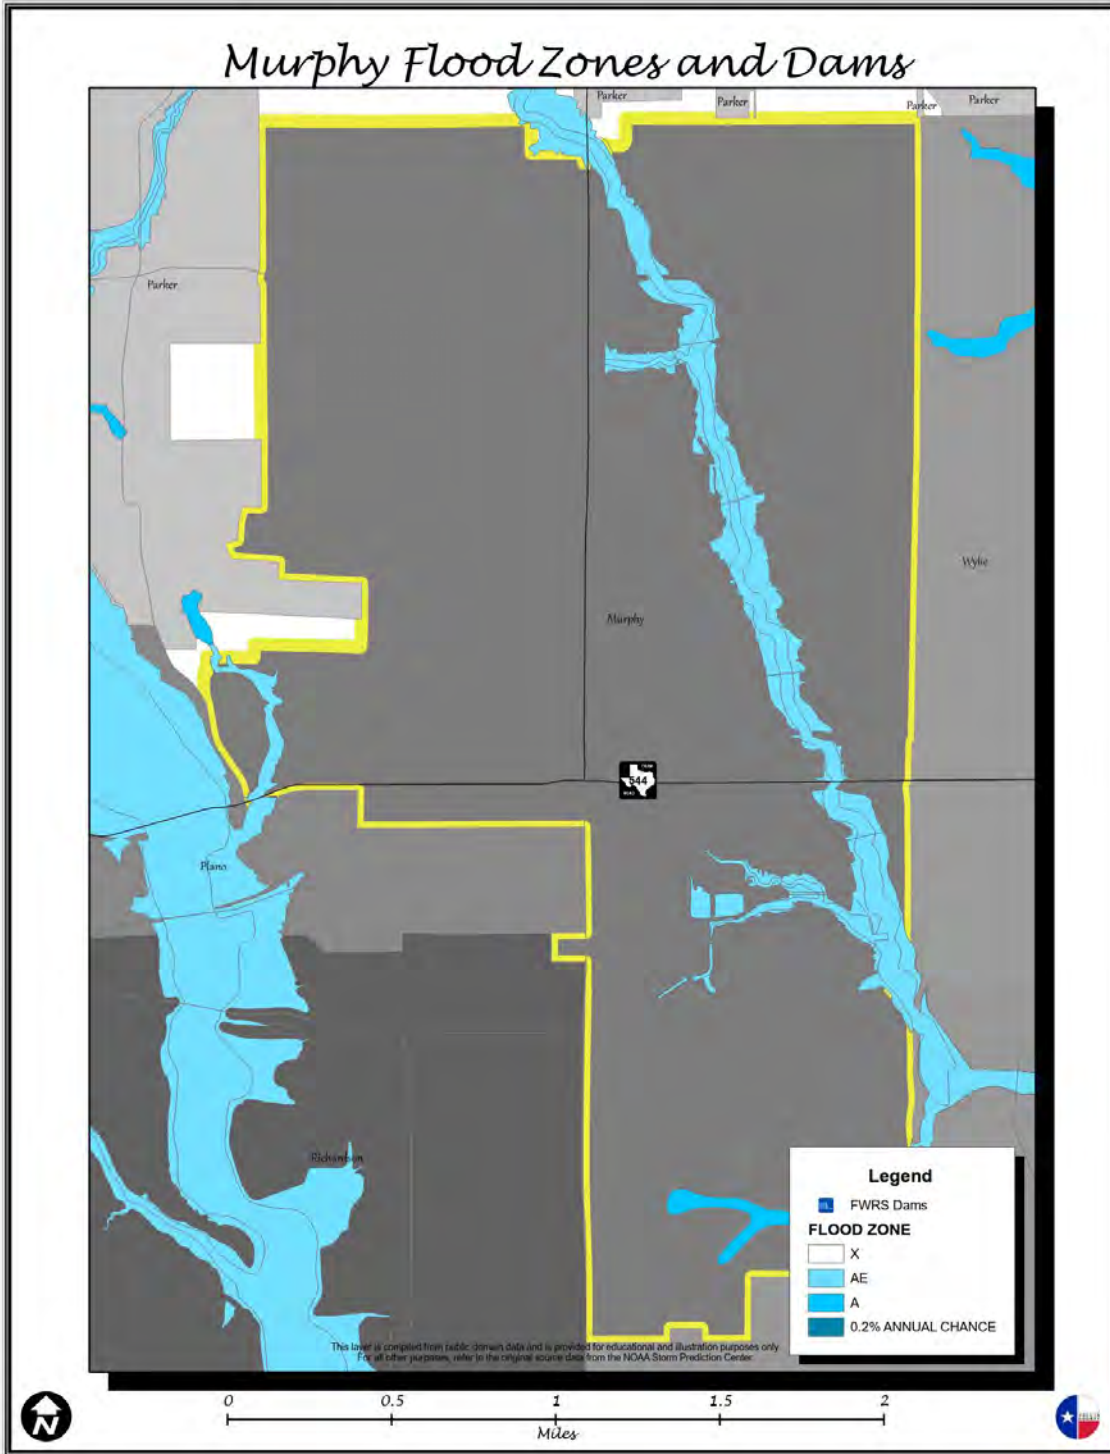 Murphy Flood Zones and Dams
Parker
Parker
Parker
Parker
Parker
Wylie
Murphy
544
Plano
Richardson
Legend
FWRS Dams
FLOOD ZONE
X
AE
A
0.2% ANNUAL CHANCE
This layer is compiled from public domain data and is provided for educational and illustration purposes only.
For all other purposes, refer to the original source data from the NOAA Storm Prediction Center.
N
0 0.5 1 1.5 2
Miles